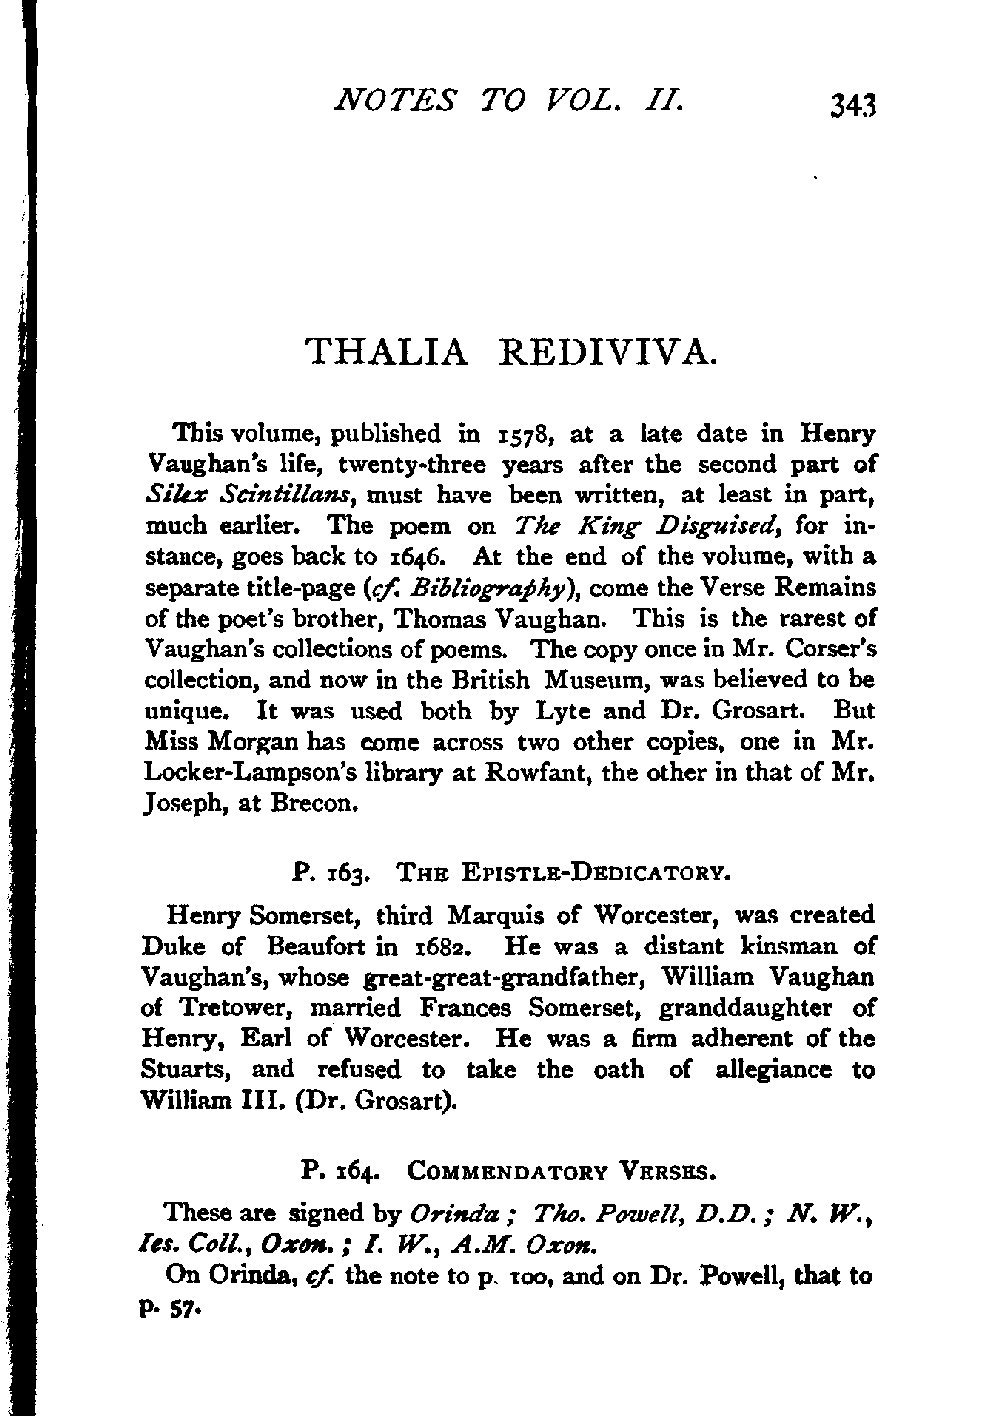 NOTES TO VOL. II. 343
THALIA REDIVIVA.
This volume, published in 1578, at a late date in Henry
Vaughan's life, twenty-three years after the second part of
Silex Scintillans, must have been written, at least in part,
much earlier. The poem on The King Disguised, for in-
stance, goes back to 1646. At the end of the volume, with a
separate title-page (cf. Bibliography), come the Verse Remains
of the poet's brother, Thomas Vaughan. This is the rarest of
Vaughan's collections of poems. The copy once in Mr. Corser's
collection, and now in the British Museum, was believed to be
unique. It was used both by Lyte and Dr. Grosart. But
Miss Morgan has come across two other copies, one in Mr.
Locker-Lampson's library at Rowfant, the other in that of Mr.
Joseph, at Brecon.
P. 163. THE EPISTLE-DEDICATORY.
Henry Somerset, third Marquis of Worcester, was created
Duke of Beaufort in 1682. He was a distant kinsman of
Vaughan's, whose great-great-grandfather, William Vaughan
of Tretower, married Frances Somerset, granddaughter of
Henry, Earl of Worcester. He was a firm adherent of the
Stuarts, and refused to take the oath of allegiance to
William III. (Dr. Grosart).
P. 164. COMMENDATORY VERSES.
These are signed by Orinda; Tho. Powell, D.D.; N. W.,
Ies. Coll., Oxon.; I. W., A.M. Oxon.
On Orinda, cf. the note to p. 100, and on Dr. Powell, that to
p. 57.